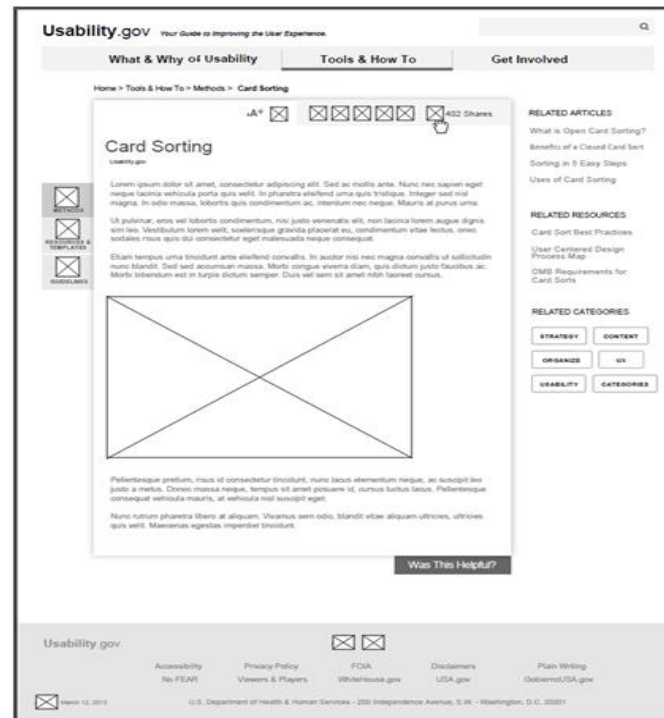 Usability.gov Your Guide to Improving the User Experience.
What & Why of Usability Tools & How To Get Involved
Home > Tools & How To > Methods > Card Sorting
-A+ 402 Shares
Card Sorting
Usability.gov
Lorem ipsum dolor sit amet, consectetur adipiscing elit. Sed ac mollis ante. Nunc nec sapien eget
neque lacinia vehicula porta quis velit. In pharetra eleifend urna quis tristique. Integer sed nisl
magna. In odio massa, lobortis quis condimentum ac, interdum nec neque. Mauris at purus urna.
Ut pulvinar, eros vel lobortis condimentum, nisi justo venenatis elit, non lacinia lorem augue dignis
sim leo. Vestibulum lorem velit, scelerisque gravida placerat eu, condimentum vitae lectus. onec
sodales risus quis dui consectetur eget malesuada neque consequat.
Etiam tempus urna tincidunt ante eleifend convallis. In auctor nisi nec magna convallis ut sollicitudin
nunc blandit. Sed sed accumsan massa. Morbi congue viverra diam, quis dictum justo faucibus ac.
Morbi bibendum est in turpis dictum semper. Duis vel sem sit amet nibh laoreet cursus.
Pellentesque pretium, risus id consectetur tincidunt, nunc lacus elementum neque, ac suscipit leo
justo a metus. Donec massa neque, tempus sit amet posuere id, cursus luctus lacus. Pellentesque
consequat vehicula mauris, at vehicula nisl suscipit eget.
Nunc rutrum pharetra libero at aliquam. Vivamus sem odio, blandit vitae aliquam ultricies, ultricies
quis velit. Maecenas egestas imperdiet tincidunt.
Was This Helpful?
METHODS
RESOURCES &
TEMPLATES
GUIDELINES
RELATED ARTICLES
What is Open Card Sorting?
Benefits of a Closed Card Sort
Sorting in 5 Easy Steps
Uses of Card Sorting
RELATED RESOURCES
Card Sort Best Practices
User Centered Design
Process Map
OMB Requirements for
Card Sorts
RELATED CATEGORIES
STRATEGY CONTENT
ORGANIZE UX
USABILITY CATEGORIES
Usability.gov
Accessibility Privacy Policy FOIA Disclaimers Plain Writing
No FEAR Viewers & Players WhiteHouse.gov USA.gov GobiernoUSA.gov
March 12, 2013 U.S. Department of Health & Human Services - 200 Independence Avenue, S.W. - Washington, D.C. 20201